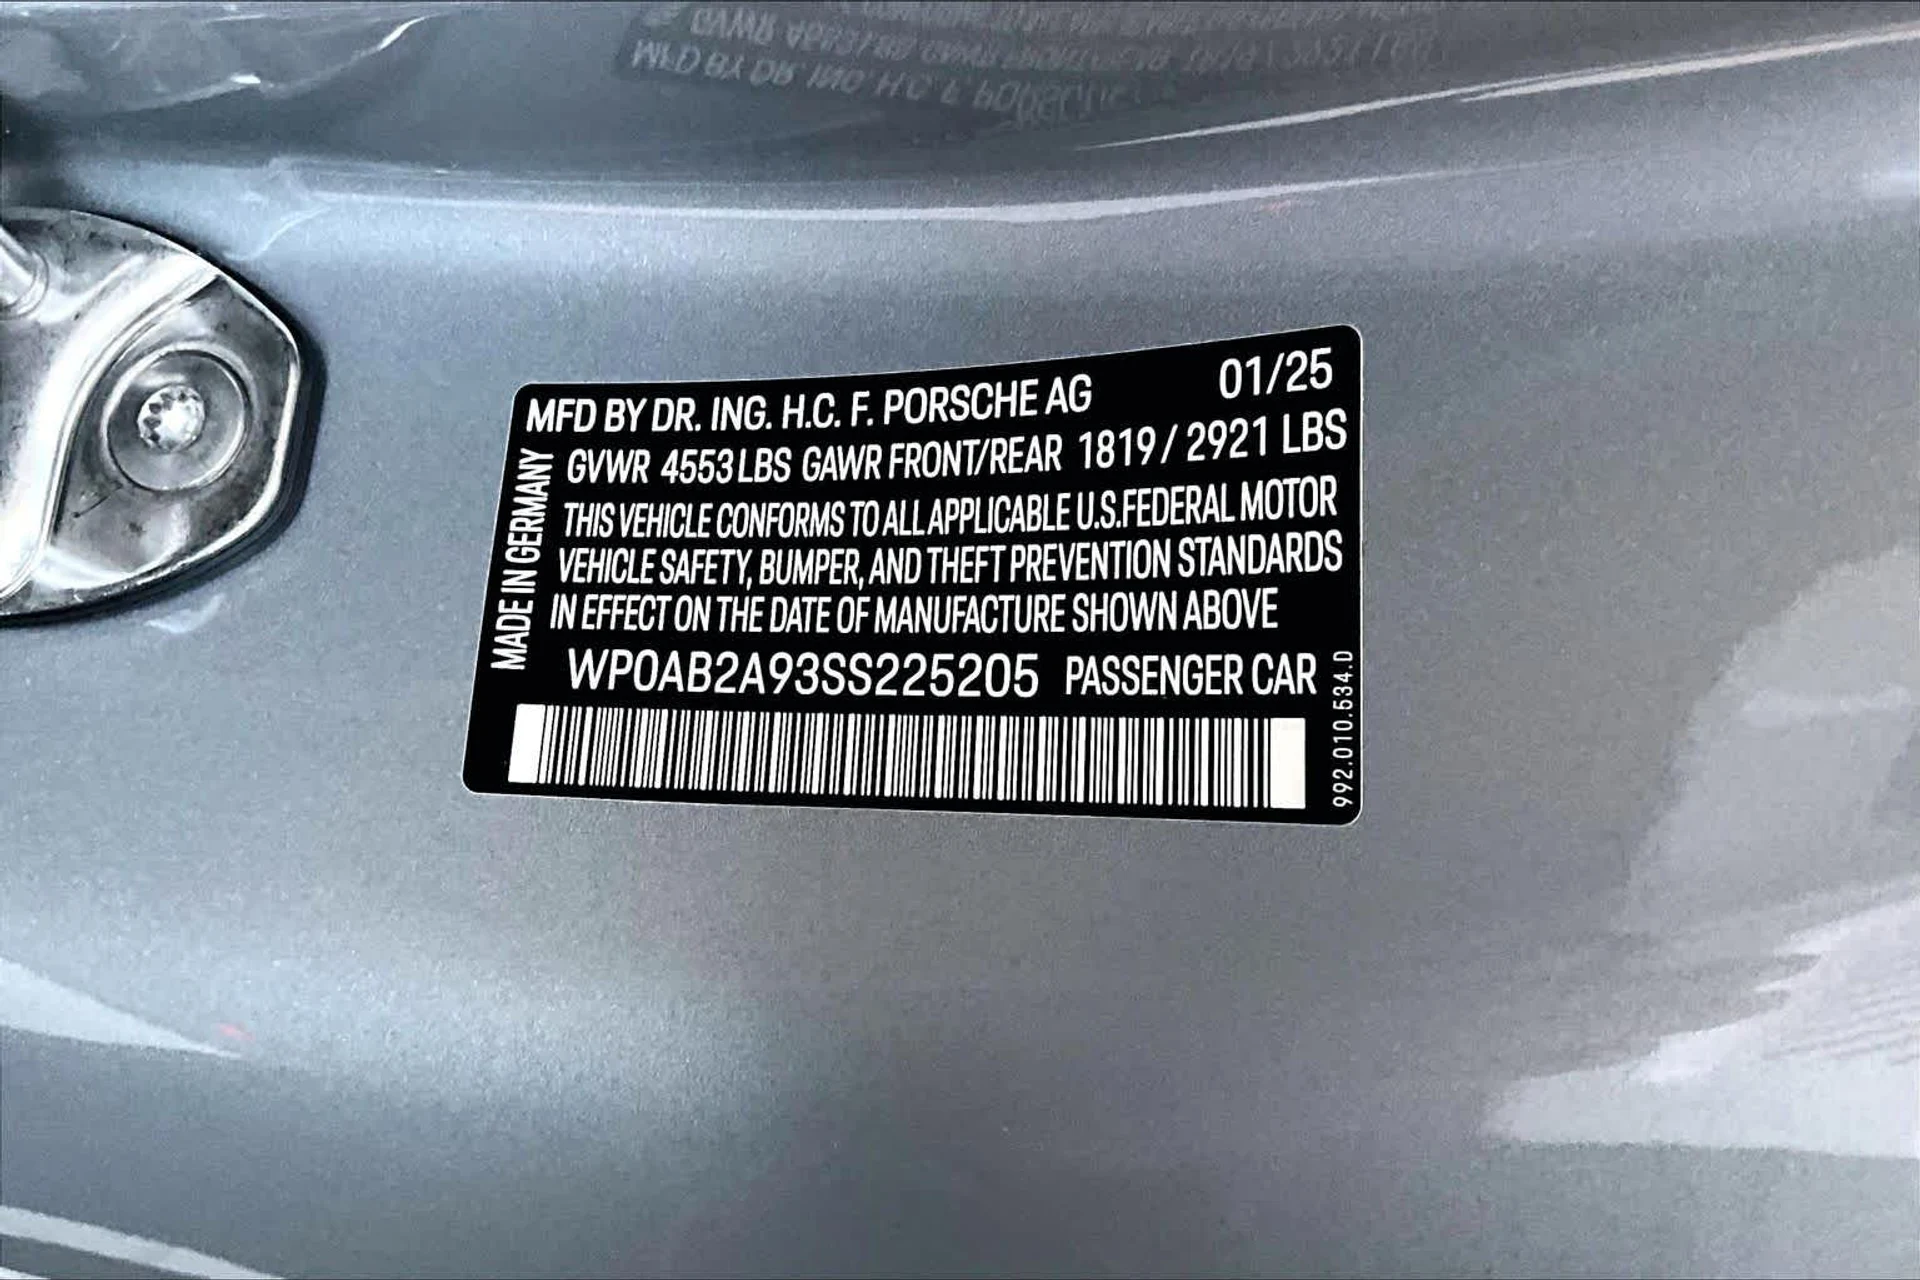 MFD BY DR. ING. H.C. F. PORSCHE AG 01/25
GVWR 4553 LBS GAWR FRONT/REAR 1819 / 2921 LBS
THIS VEHICLE CONFORMS TO ALL APPLICABLE U.S.FEDERAL MOTOR
VEHICLE SAFETY, BUMPER, AND THEFT PREVENTION STANDARDS
IN EFFECT ON THE DATE OF MANUFACTURE SHOWN ABOVE
WP0AB2A93SS225205 PASSENGER CAR
MADE IN GERMANY
992.010.534.D